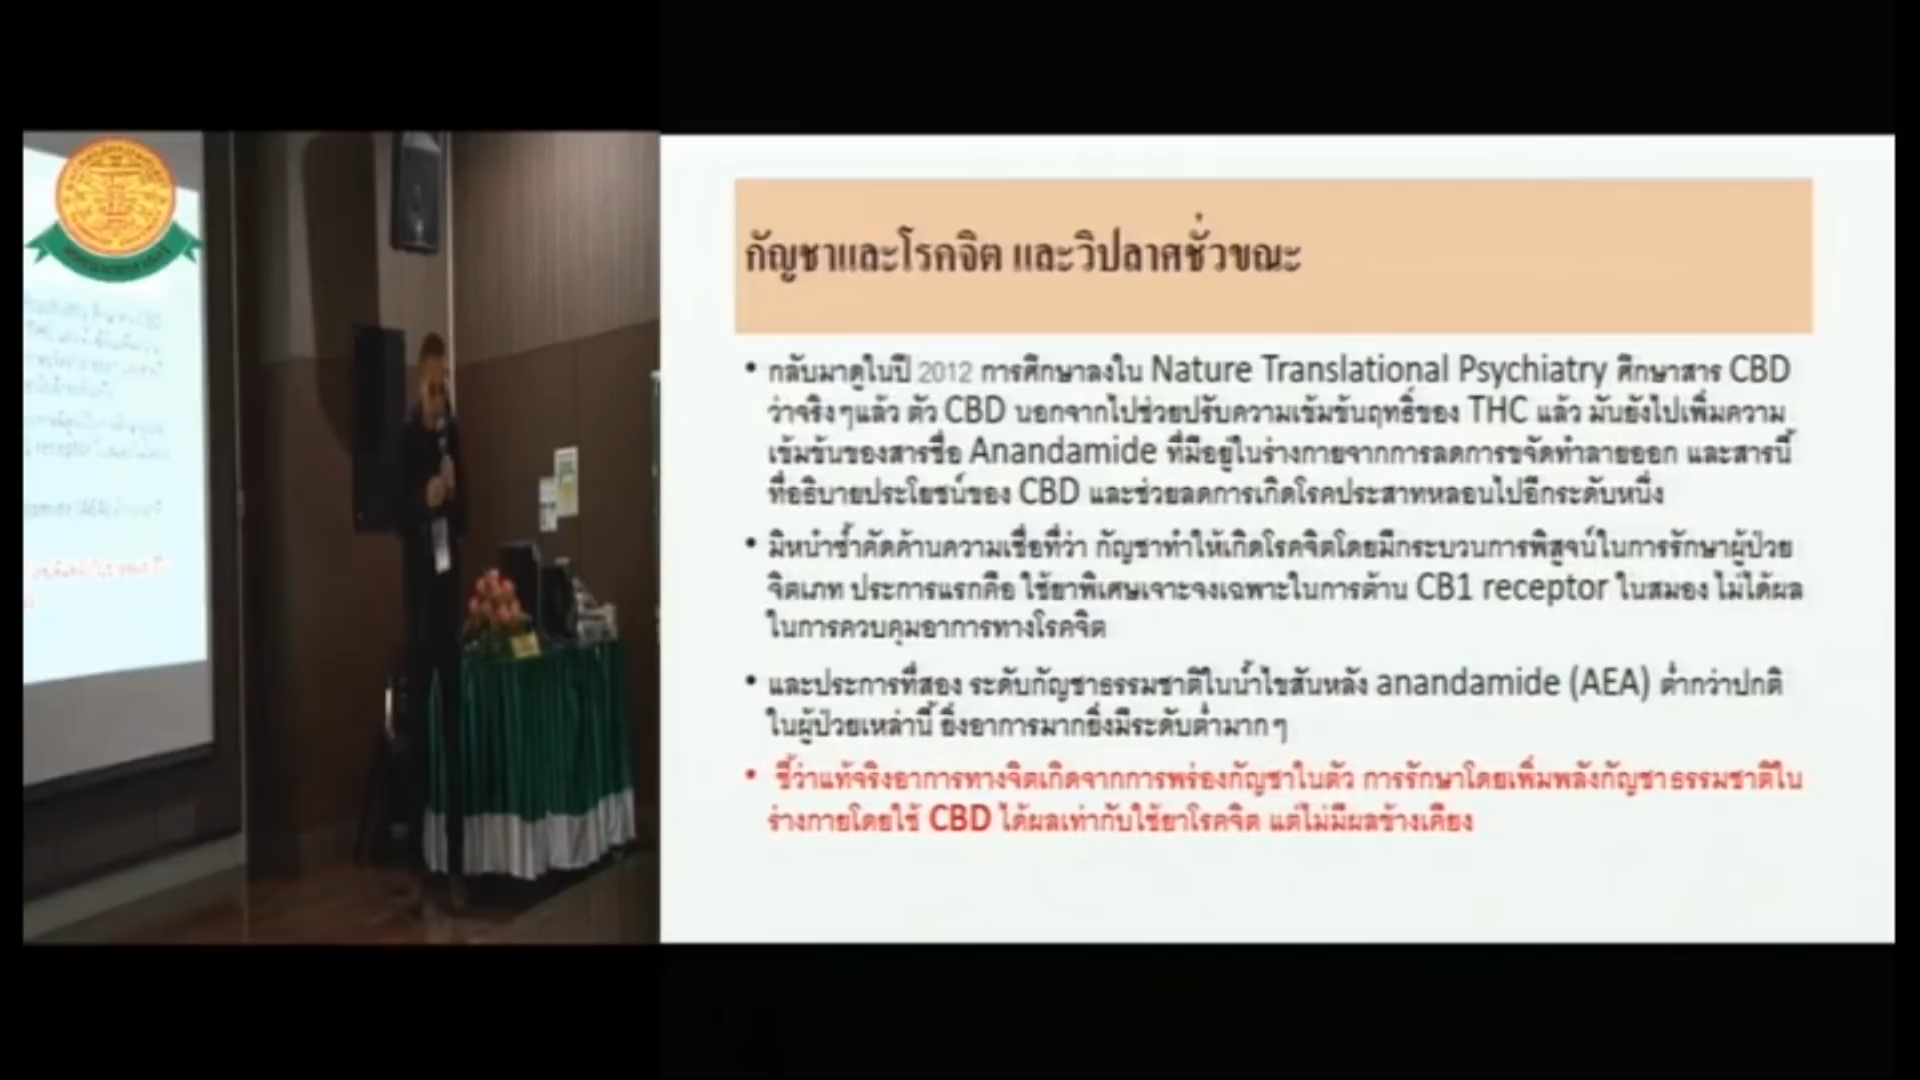 กัญชาและโรคจิต และวิปลาศชั่วขณะ
• กลับมาดูในปี 2012 การศึกษาลงใน Nature Translational Psychiatry ศึกษาสาร CBD
ว่าจริงๆแล้ว ตัว CBD นอกจากไปช่วยปรับความเข้มข้นฤทธิ์ของ THC แล้ว มันยังไปเพิ่มความ
เข้มข้นของสารชื่อ Anandamide ที่มีอยู่ในร่างกายจากการลดการขจัดทำลายออก และสารนี้
ที่อธิบายประโยชน์ของ CBD และช่วยลดการเกิดโรคประสาทหลอนไปอีกระดับหนึ่ง
• มิหนำซ้ำคัดค้านความเชื่อที่ว่า กัญชาทำให้เกิดโรคจิตโดยมีกระบวนการพิสูจน์ในการรักษาผู้ป่วย
จิตเภท ประการแรกคือ ใช้ยาพิเศษเจาะจงเฉพาะในการต้าน CB1 receptor ในสมอง ไม่ได้ผล
ในการควบคุมอาการทางโรคจิต
• และประการที่สอง ระดับกัญชาธรรมชาติในน้ำไขสันหลัง anandamide (AEA) ต่ำกว่าปกติ
ในผู้ป่วยเหล่านี้ ยิ่งอาการมากยิ่งมีระดับต่ำมากๆ
• ชี้ว่าแท้จริงอาการทางจิตเกิดจากการพร่องกัญชาในตัว การรักษาโดยเพิ่มพลังกัญชาธรรมชาติใน
ร่างกายโดยใช้ CBD ได้ผลเท่ากับใช้ยาโรคจิต แต่ไม่มีผลข้างเคียง